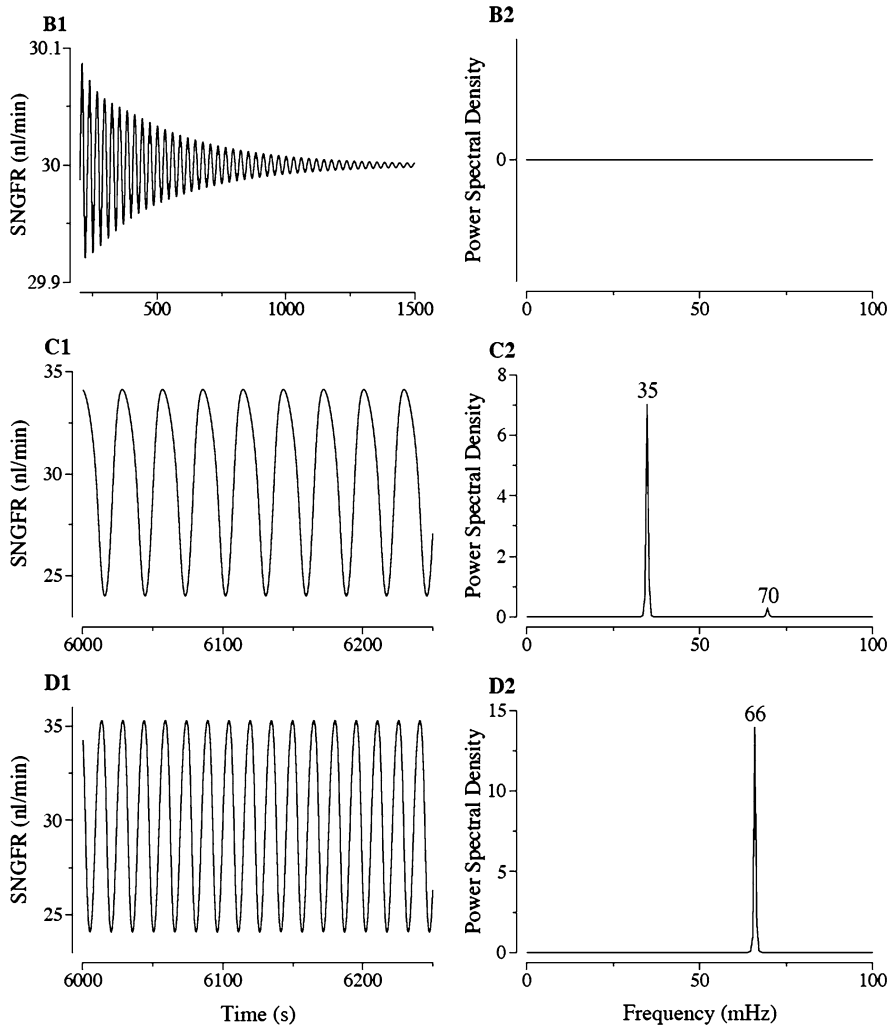 B1
SNGFR (nl/min)
30.1
30
29.9
500
1000
1500
B2
Power Spectral Density
0
0
50
100
C1
SNGFR (nl/min)
35
30
25
6000
6100
6200
C2
Power Spectral Density
8
6
4
2
0
35
70
0
50
100
D1
SNGFR (nl/min)
35
30
25
6000
6100
6200
Time (s)
D2
Power Spectral Density
15
10
5
0
66
0
50
100
Frequency (mHz)